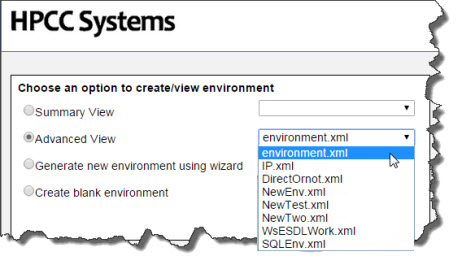 HPCC Systems
Choose an option to create/view environment
Summary View
Advanced View
environment.xml
environment.xml
Generate new environment using wizard
IP.xml
DirectOrnot.xml
Create blank environment
NewEnv.xml
NewTest.xml
NewTwo.xml
WsESDLWork.xml
SQLEnv.xml